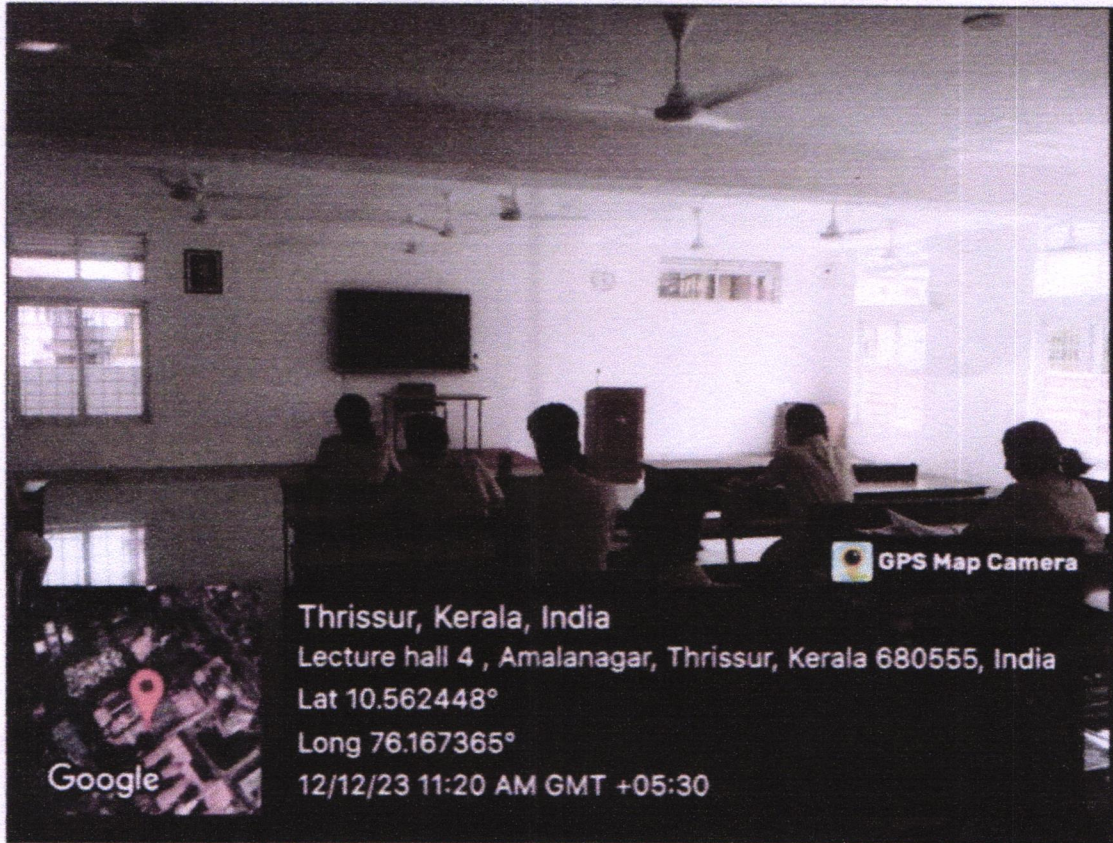 GPS Map Camera
Thrissur, Kerala, India
Lecture hall 4 , Amalanagar, Thrissur, Kerala 680555, India
Lat 10.562448°
Long 76.167365°
12/12/23 11:20 AM GMT +05:30
Google